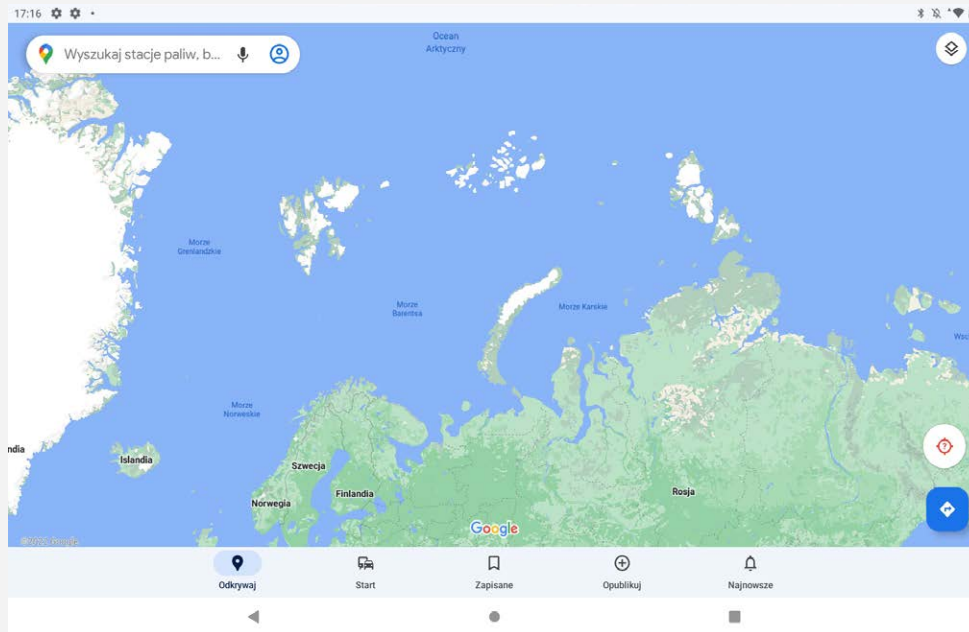 17:16
Ocean
Arktyczny
Wyszukaj stacje paliw, b...
Morze
Grenlandzkie
Morze
Barentsa
Morze Karskie
Morze
Norweskie
Islandia
Szwecja
Finlandia
Norwegia
Rosja
Google
Odkrywaj
Start
Zapisane
Opublikuj
Najnowsze